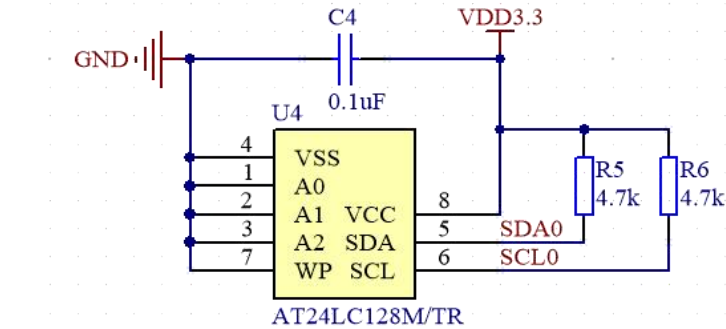 C4
VDD3.3
GND
0.1uF
U4
4
VSS
1
A0
R5
R6
2
A1
VCC
8
4.7k
4.7k
3
A2
SDA
5
SDA0
7
WP
SCL
6
SCL0
AT24LC128M/TR